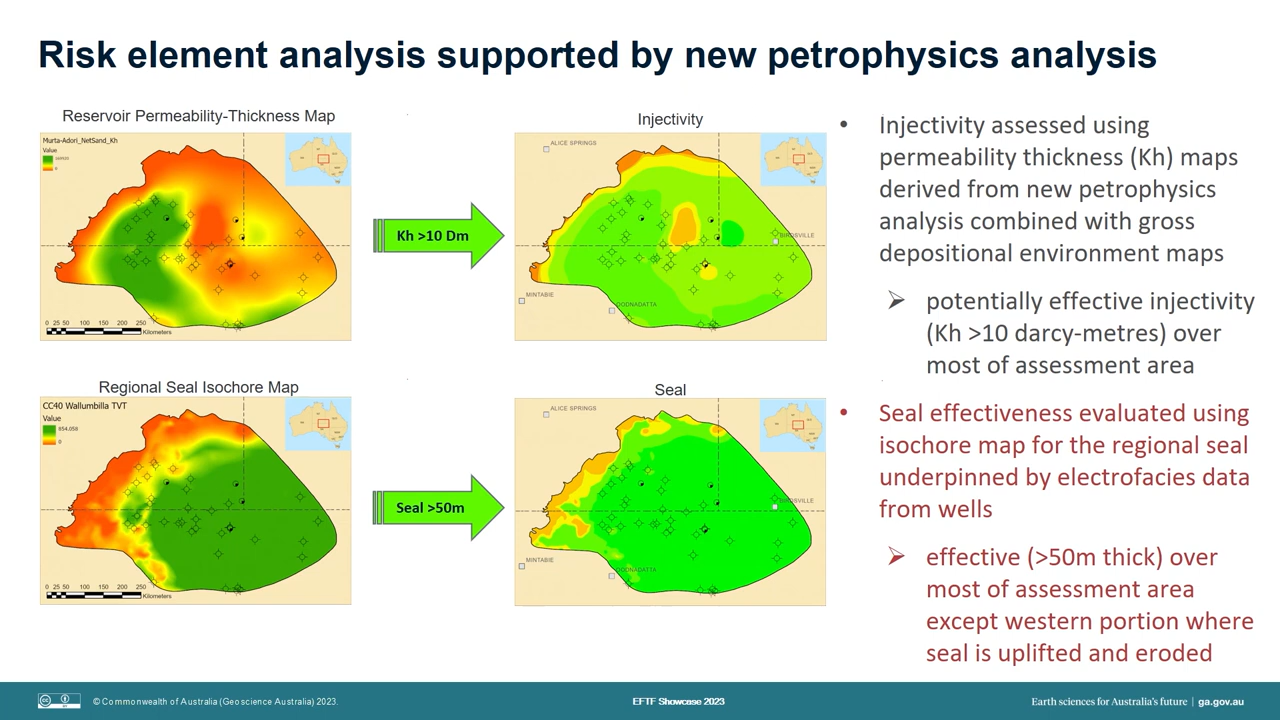 Risk element analysis supported by new petrophysics analysis
Reservoir Permeability-Thickness Map
Murta-Adori_NetSand_Kh
Value
0
0 25 50 100 150 200 250
Kilometers
Kh >10 Dm
Injectivity
ALICE SPRINGS
BIRDSVILLE
MINTABIE
OODNADATTA
Regional Seal Isochore Map
CC40 Wallumbilla TVT
Value
854.058
0
0 25 50 100 150 200 250
Kilometers
Seal >50m
Seal
ALICE SPRINGS
BIRDSVILLE
MINTABIE
OODNADATTA
• Injectivity assessed using
permeability thickness (Kh) maps
derived from new petrophysics
analysis combined with gross
depositional environment maps
➢ potentially effective injectivity
(Kh >10 darcy-metres) over
most of assessment area
• Seal effectiveness evaluated using
isochore map for the regional seal
underpinned by electrofacies data
from wells
➢ effective (>50m thick) over
most of assessment area
except western portion where
seal is uplifted and eroded
© Commonwealth of Australia (Geoscience Australia) 2023.
EFTF Showcase 2023
Earth sciences for Australia's future | ga.gov.au